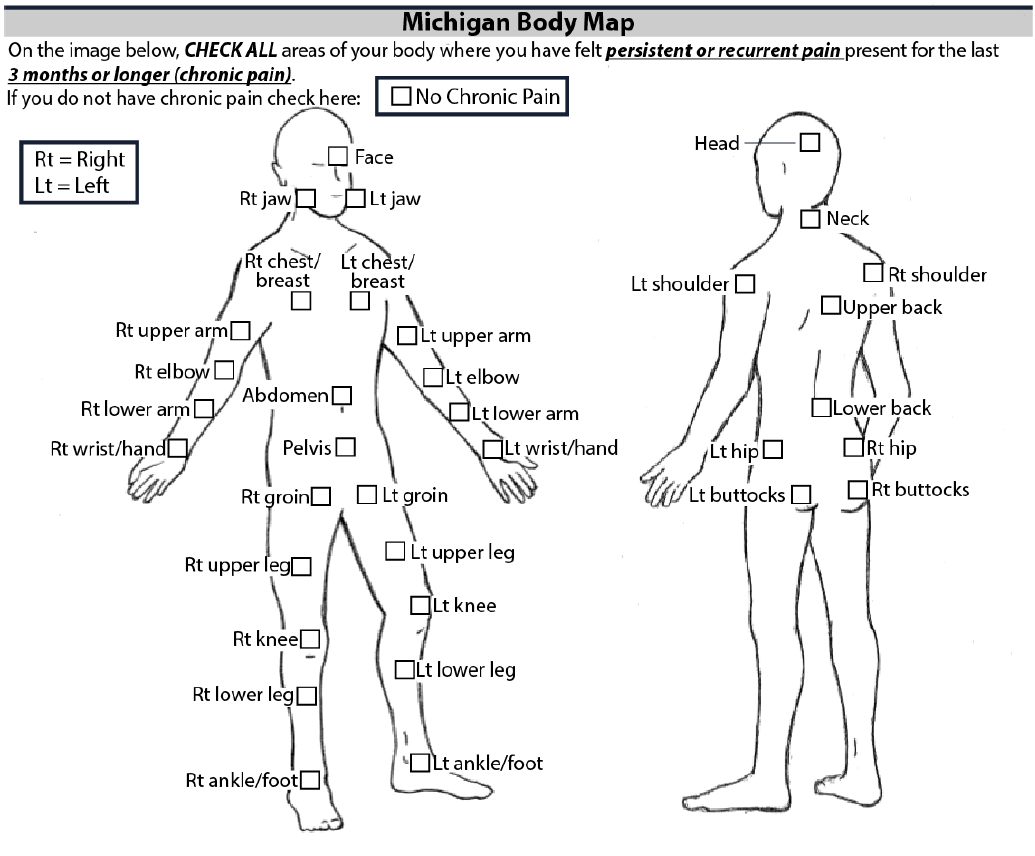 Michigan Body Map
On the image below, CHECK ALL areas of your body where you have felt persistent or recurrent pain present for the last
3 months or longer (chronic pain).
If you do not have chronic pain check here:
No Chronic Pain
Rt = Right
Lt = Left
Face
Rt jaw
Lt jaw
Rt chest/
breast
Lt chest/
breast
Rt upper arm
Lt upper arm
Rt elbow
Lt elbow
Abdomen
Rt lower arm
Lt lower arm
Rt wrist/hand
Pelvis
Lt wrist/hand
Rt groin
Lt groin
Rt upper leg
Lt upper leg
Lt knee
Rt knee
Lt lower leg
Rt lower leg
Lt ankle/foot
Rt ankle/foot
Head
Neck
Lt shoulder
Rt shoulder
Upper back
Lower back
Lt hip
Rt hip
Lt buttocks
Rt buttocks